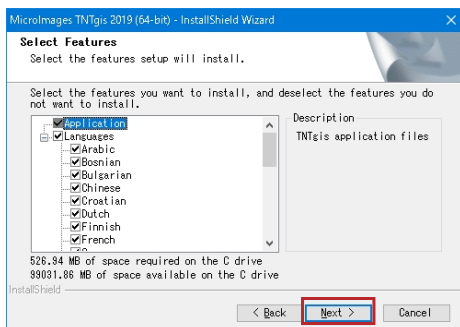 MicroImages TNTgis 2019 (64-bit) - InstallShield Wizard
Select Features
Select the features setup will install.
Select the features you want to install, and deselect the features you do
not want to install.
Application
Languages
Arabic
Bosnian
Bulgarian
Chinese
Croatian
Dutch
Finnish
French
Description
TNTgis application files
526.94 MB of space required on the C drive
99031.86 MB of space available on the C drive
InstallShield
< Back
Next >
Cancel